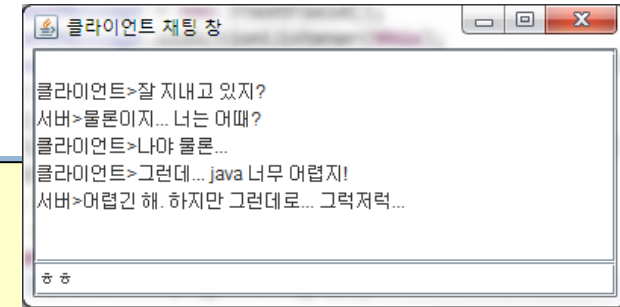 클라이언트 채팅 창
클라이언트>잘 지내고 있지?
서버>물론이지... 너는 어때?
클라이언트>나야 물론...
클라이언트>그런데... java 너무 어렵지!
서버>어렵긴 해. 하지만 그런데로... 그럭저럭...
ㅎㅎ